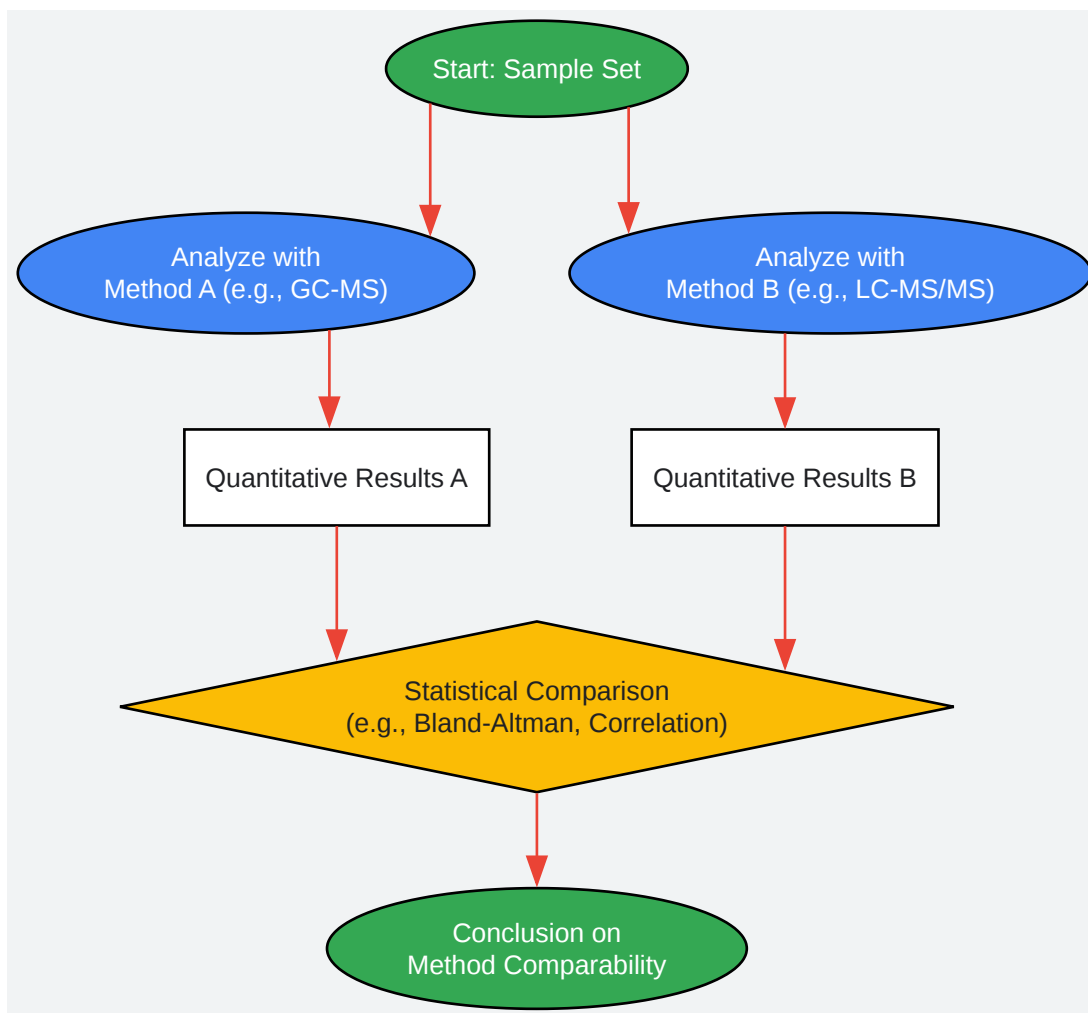 Start: Sample Set
Analyze with
Method A (e.g., GC-MS)
Analyze with
Method B (e.g., LC-MS/MS)
Quantitative Results A
Quantitative Results B
Statistical Comparison
(e.g., Bland-Altman, Correlation)
Conclusion on
Method Comparability